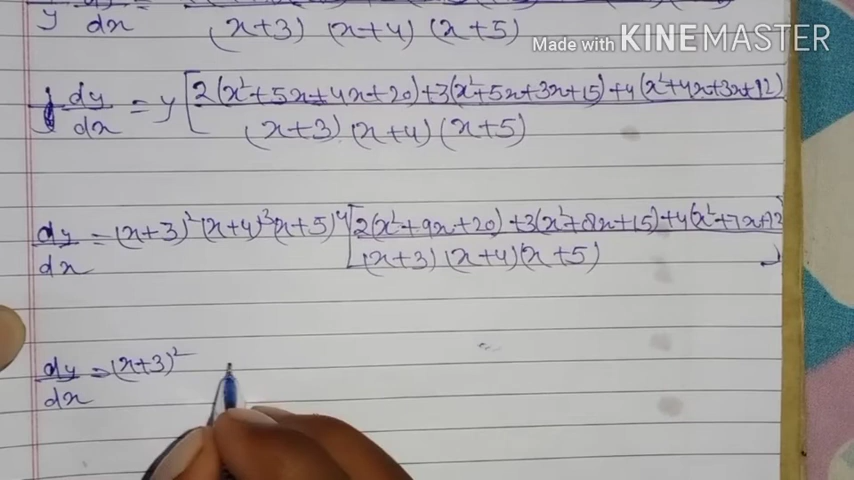 y dx (x+3) (x+4) (x+5)
Made with KINEMASTER
dy/dx = y [2(x²+5x+4x+20)+3(x²+5x+3x+15)+4(x²+4x+3x+12)
(x+3) (x+4) (x+5)
dy/dx = (x+3)²(x+4)³(x+5)⁴[2(x²+9x+20)+3(x²+8x+15)+4(x²+7x+12
(x+3) (x+4)(x+5) ]
dy/dx = (x+3)²